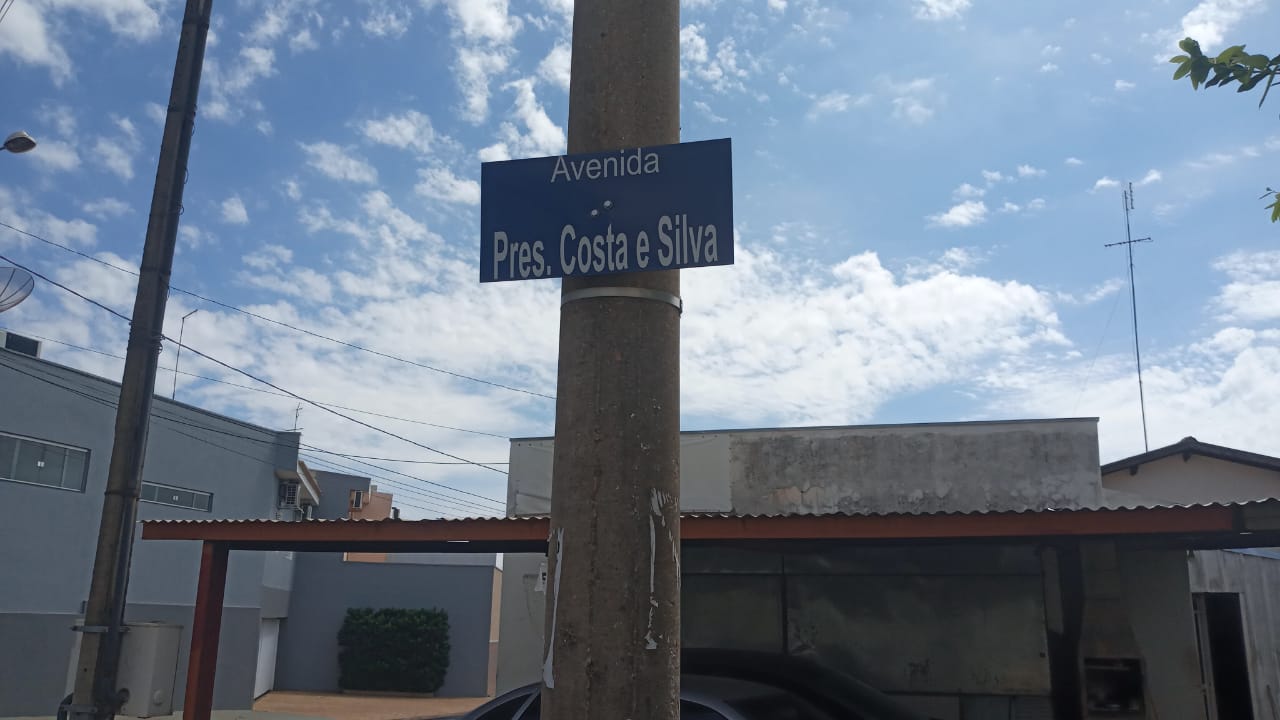 Avenida
Pres. Costa e Silva